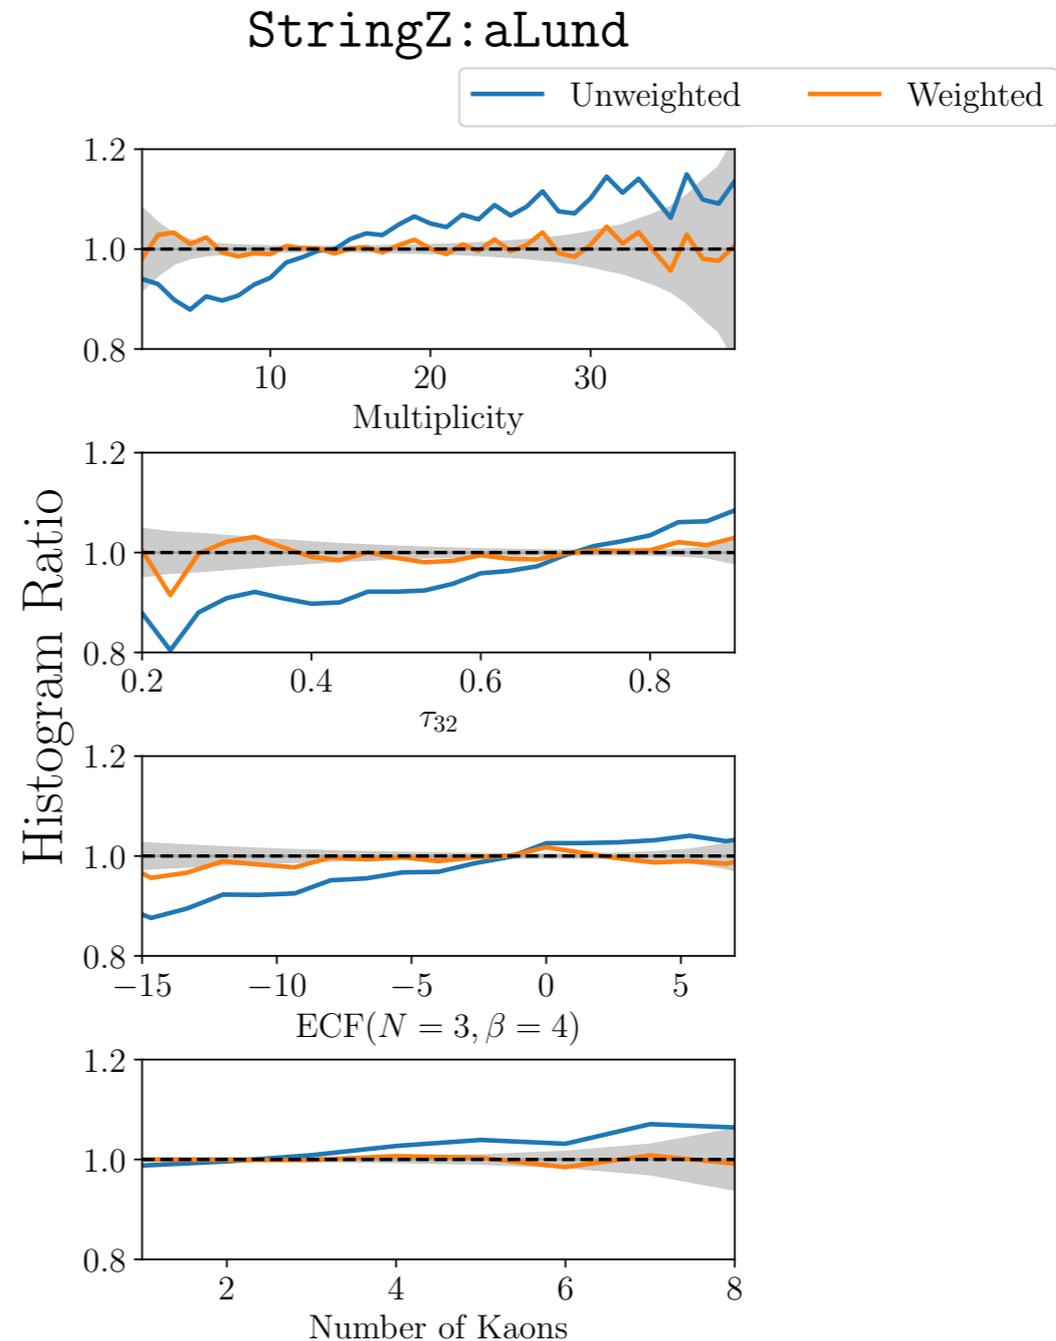 StringZ:aLund
Unweighted Weighted
Histogram Ratio
1.2
1.0
0.8
10 20 30
Multiplicity
1.2
1.0
0.8
0.2 0.4 0.6 0.8
τ32
1.2
1.0
0.8
−15 −10 −5 0 5
ECF(N = 3, β = 4)
1.2
1.0
0.8
2 4 6 8
Number of Kaons